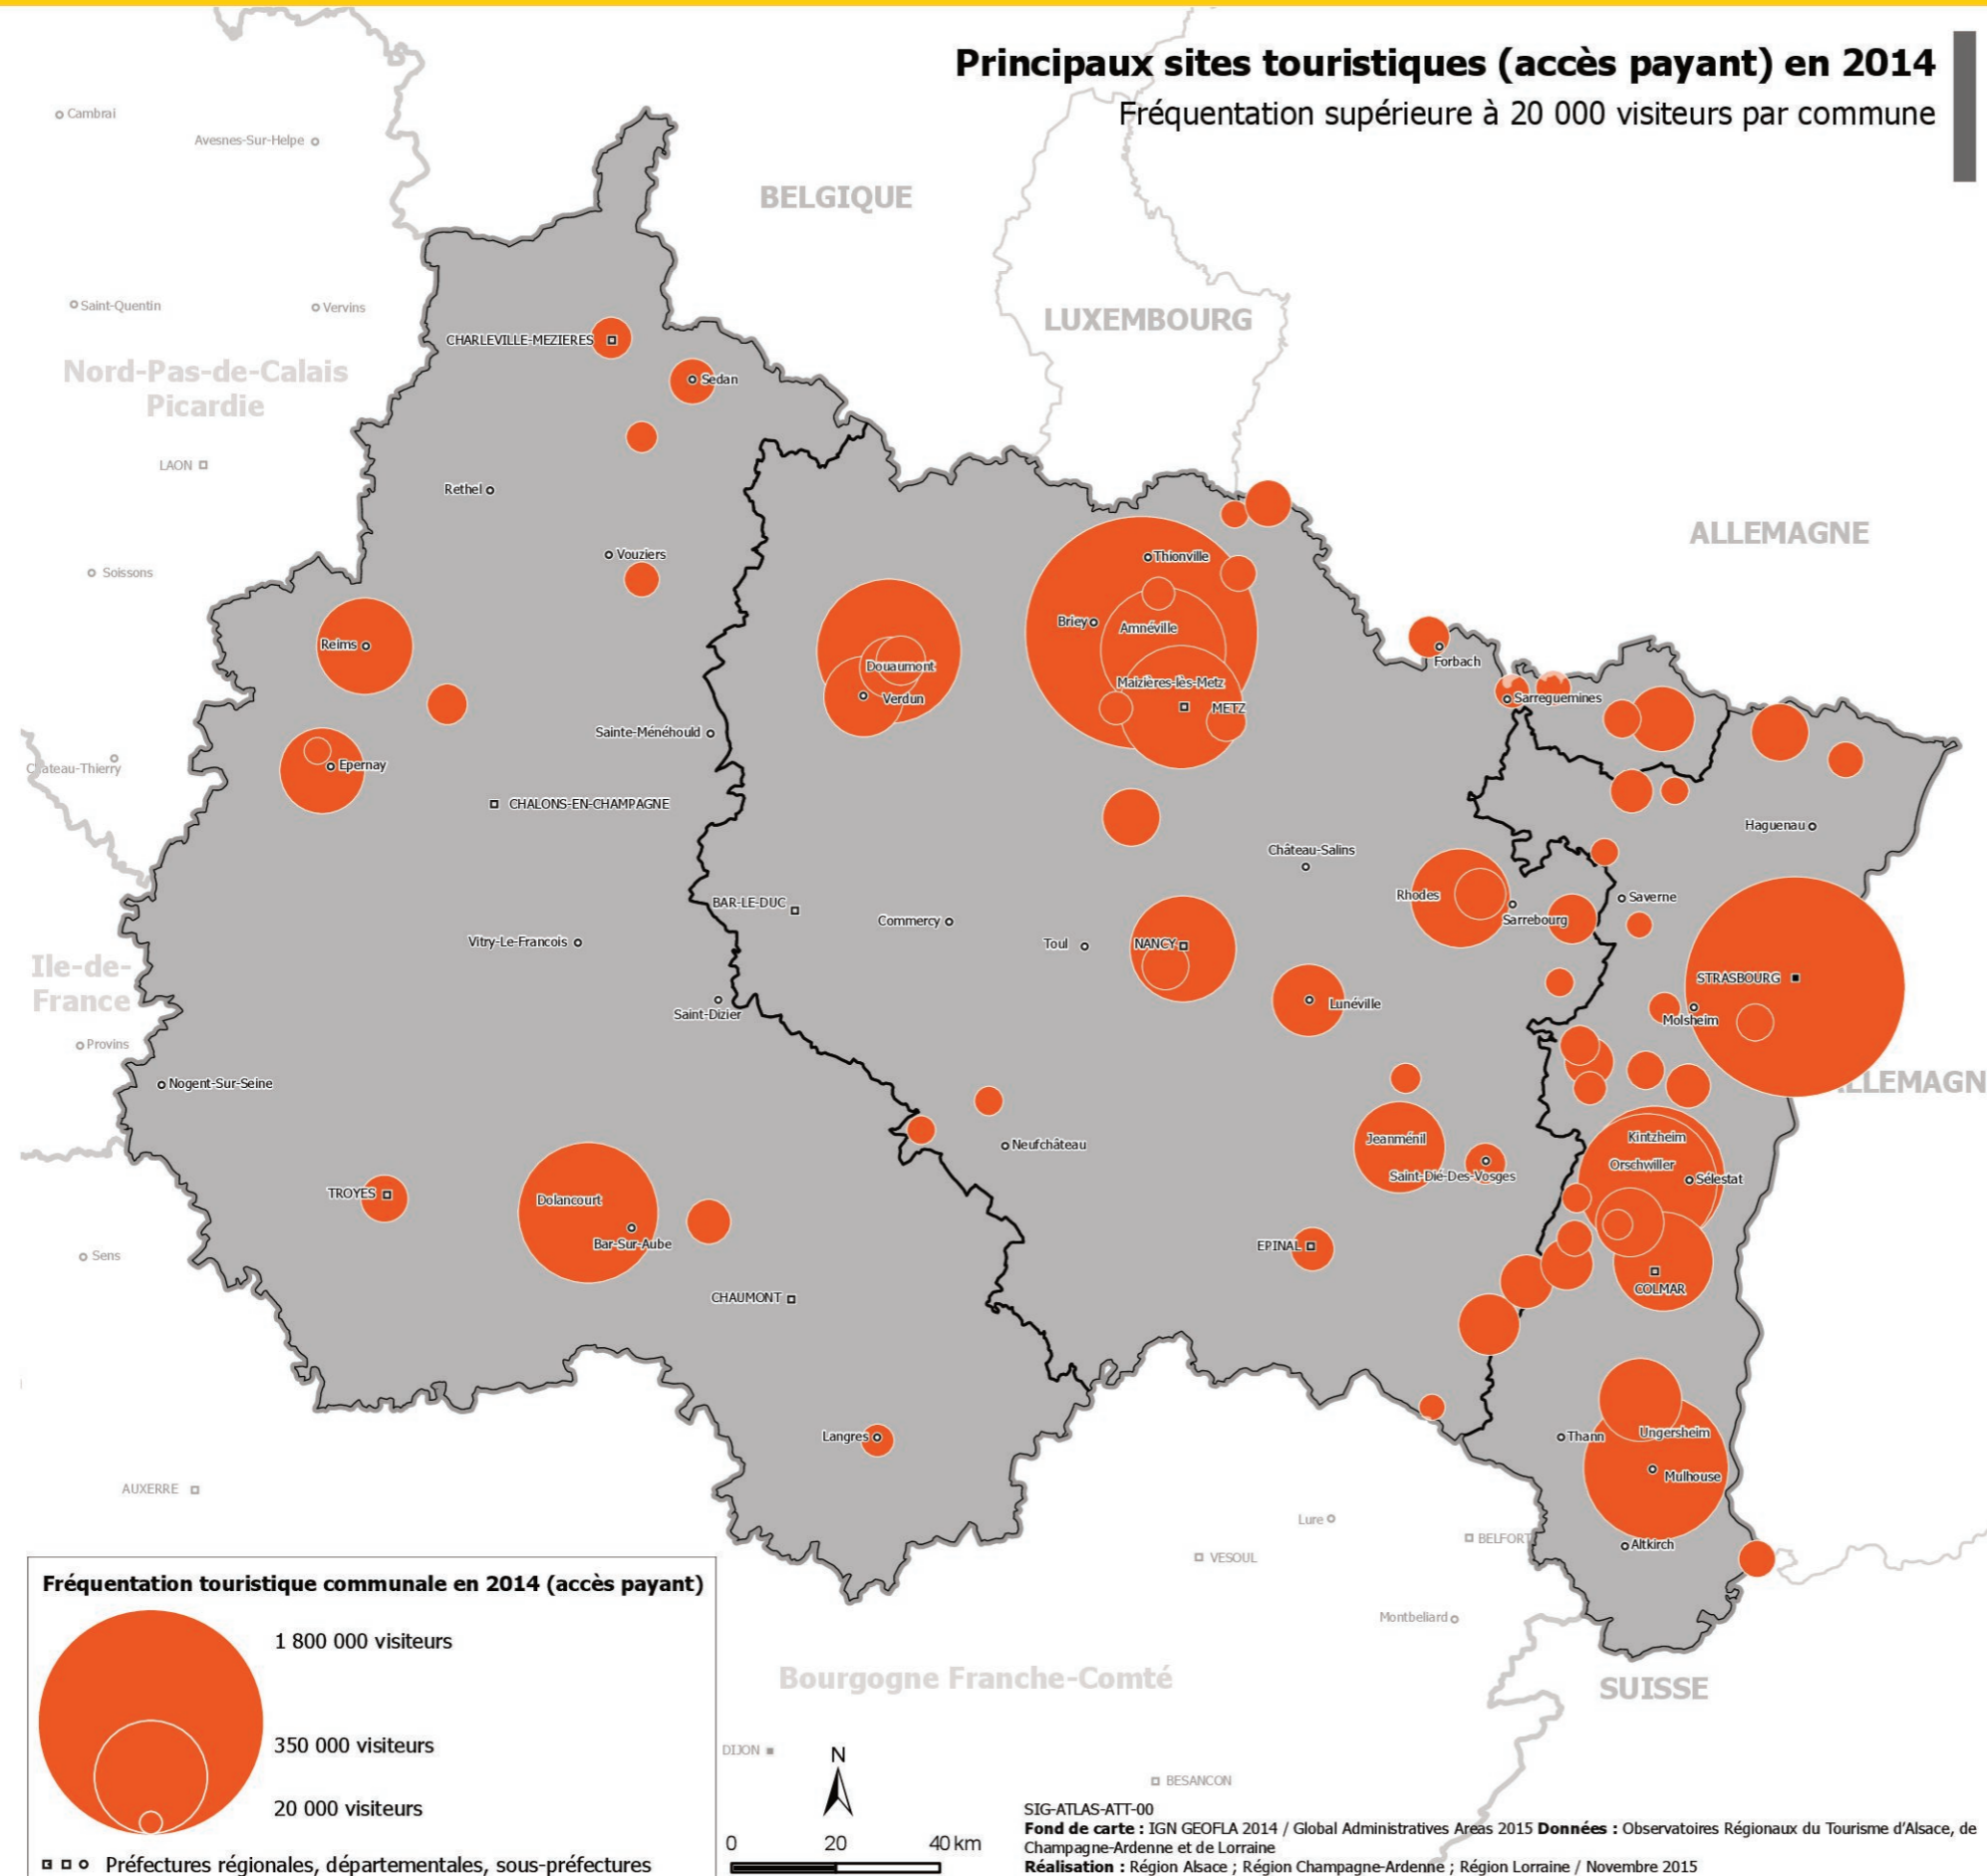 Principaux sites touristiques (accès payant) en 2014
Fréquentation supérieure à 20 000 visiteurs par commune
Cambrai
Avesnes-Sur-Helpe
BELGIQUE
Saint-Quentin
Vervins
LUXEMBOURG
CHARLEVILLE-MEZIERES
Nord-Pas-de-Calais
Picardie
Sedan
LAON
Rethel
ALLEMAGNE
Vouziers
Thionville
Soissons
Briey
Amnéville
Reims
Douaumont
Forbach
Maizières-lès-Metz
Verdun
METZ
Sarreguemines
Sainte-Ménéhould
Château-Thierry
Epernay
CHALONS-EN-CHAMPAGNE
Haguenau
Château-Salins
BAR-LE-DUC
Rhodes
Saverne
Commercy
Sarrebourg
Vitry-Le-Francois
Toul
NANCY
Ile-de-
France
STRASBOURG
Saint-Dizier
Lunéville
Molsheim
Provins
Nogent-Sur-Seine
LLEMAGN
Neufchâteau
Jeanménil
Kintzheim
Orschwiller
Saint-Dié-Des-Vosges
Sélestat
TROYES
Dolancourt
Bar-Sur-Aube
EPINAL
Sens
CHAUMONT
COLMAR
Langres
Thann
Ungersheim
Mulhouse
AUXERRE
Lure
BELFORT
Altkirch
VESOUL
Fréquentation touristique communale en 2014 (accès payant)
1 800 000 visiteurs
350 000 visiteurs
20 000 visiteurs
Préfectures régionales, départementales, sous-préfectures
Montbeliard
Bourgogne Franche-Comté
SUISSE
DIJON
N
BESANCON
0 20 40 km
SIG-ATLAS-ATT-00
Fond de carte : IGN GEOFLA 2014 / Global Administratives Areas 2015 Données : Observatoires Régionaux du Tourisme d'Alsace, de
Champagne-Ardenne et de Lorraine
Réalisation : Région Alsace ; Région Champagne-Ardenne ; Région Lorraine / Novembre 2015